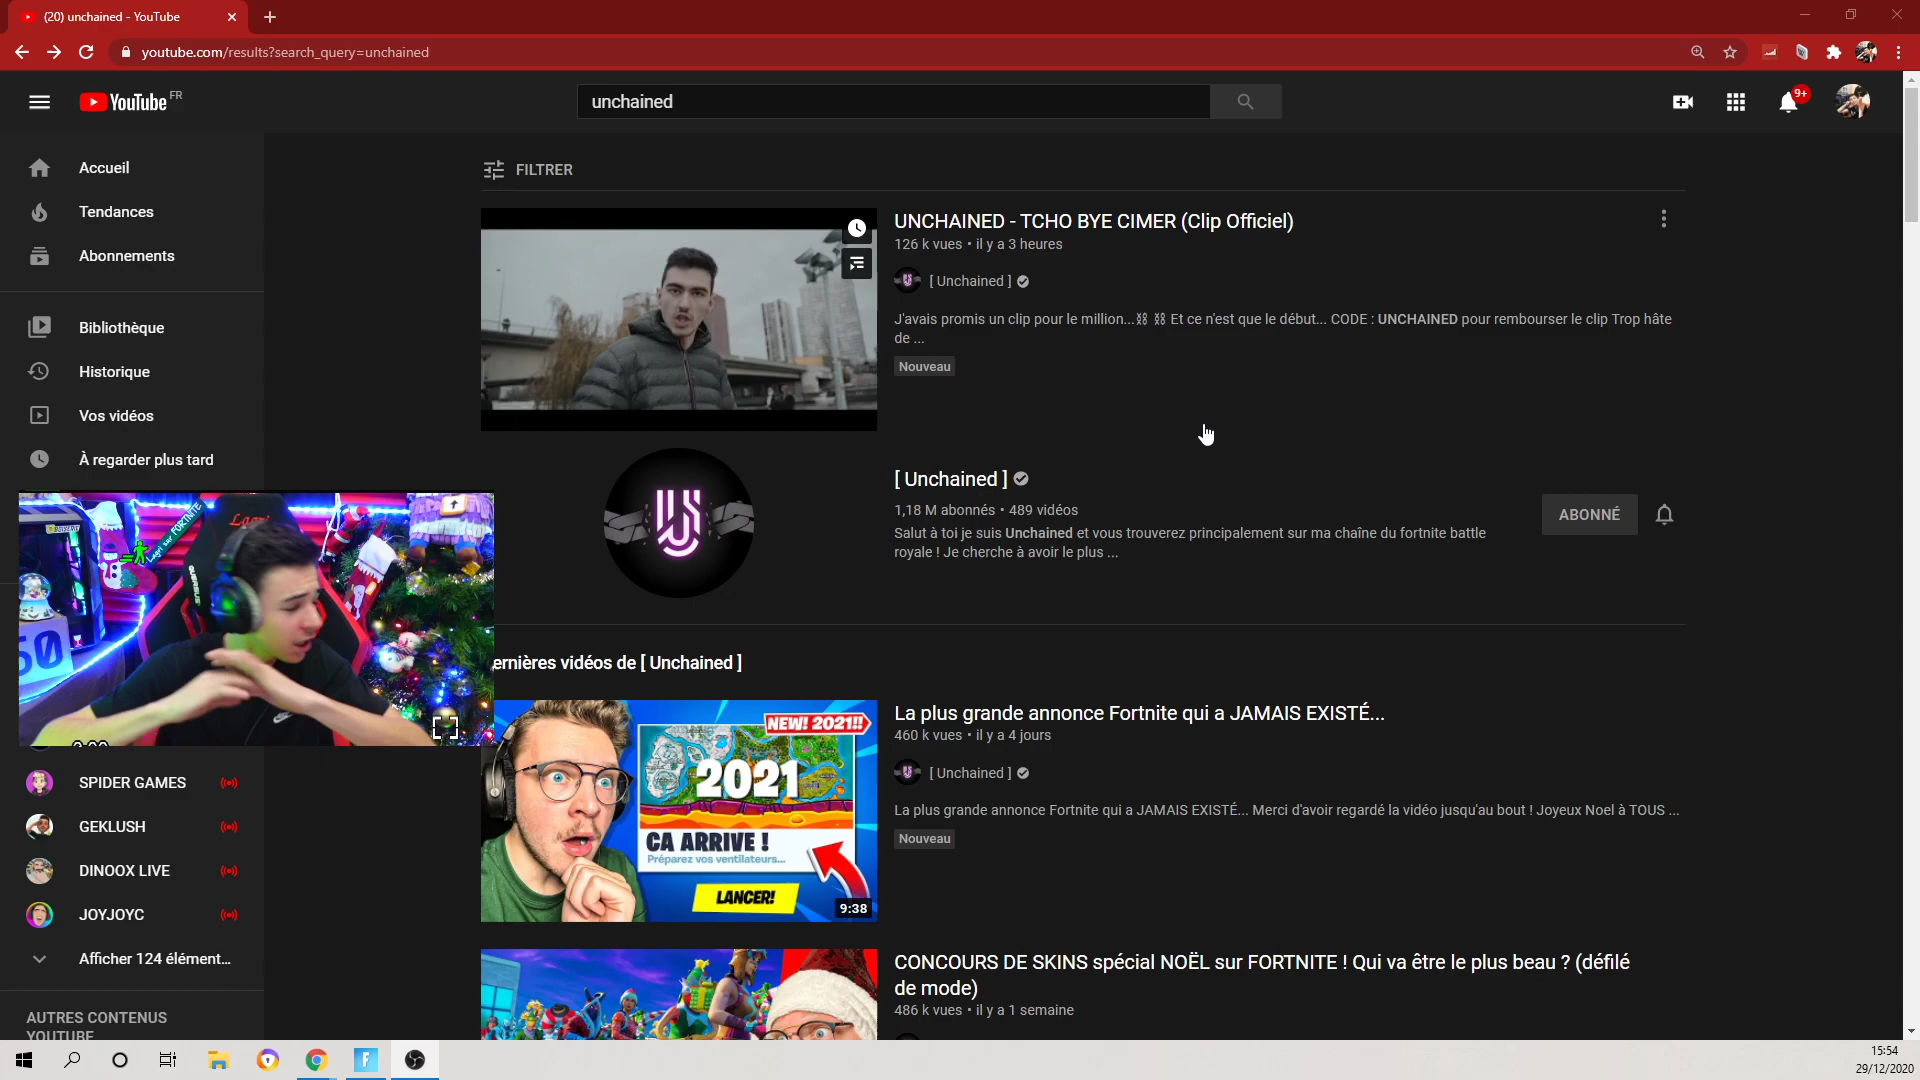 (20) unchained - YouTube
youtube.com/results?search_query=unchained
YouTube FR
unchained
9+
Accueil
Tendances
Abonnements
Bibliothèque
Historique
Vos vidéos
À regarder plus tard
SPIDER GAMES
GEKLUSH
DINOOX LIVE
JOYJOYC
Afficher 124 élément...
AUTRES CONTENUS
YOUTUBE
FILTRER
UNCHAINED - TCHO BYE CIMER (Clip Officiel)
126 k vues • il y a 3 heures
[ Unchained ]
J'avais promis un clip pour le million...⛓ ⛓ Et ce n'est que le début... CODE : UNCHAINED pour rembourser le clip Trop hâte
de ...
Nouveau
[ Unchained ]
1,18 M abonnés • 489 vidéos
Salut à toi je suis Unchained et vous trouverez principalement sur ma chaîne du fortnite battle
royale ! Je cherche à avoir le plus ...
ABONNÉ
ernières vidéos de [ Unchained ]
NEW! 2021!!
2021
CA ARRIVE !
Préparez vos ventilateurs...
LANCER!
9:38
La plus grande annonce Fortnite qui a JAMAIS EXISTÉ...
460 k vues • il y a 4 jours
[ Unchained ]
La plus grande annonce Fortnite qui a JAMAIS EXISTÉ... Merci d'avoir regardé la vidéo jusqu'au bout ! Joyeux Noel à TOUS ...
Nouveau
CONCOURS DE SKINS spécial NOËL sur FORTNITE ! Qui va être le plus beau ? (défilé
de mode)
486 k vues • il y a 1 semaine
Lagri sur FORTNITE
50
15:54
29/12/2020